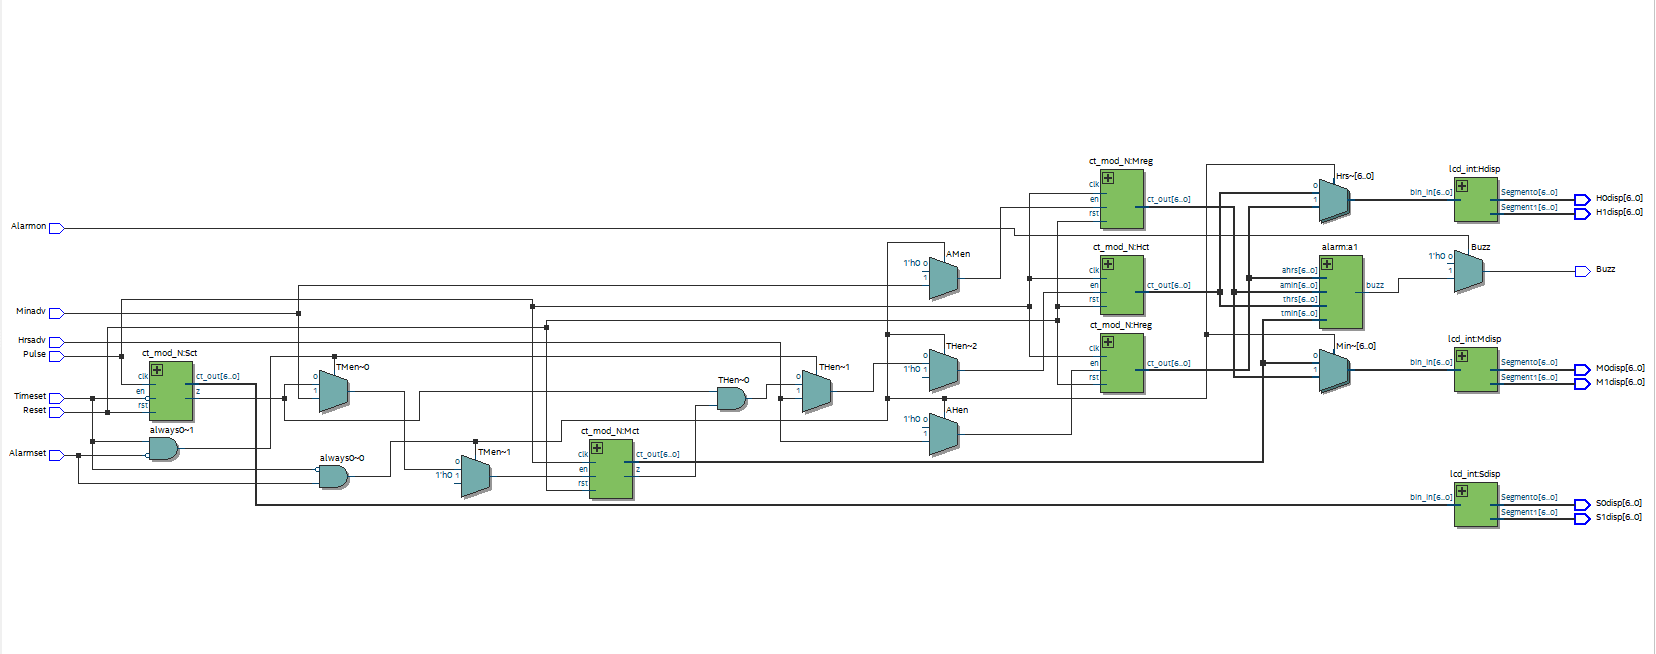 ct_mod_N:Mreg
clk
en
rst
ct_out[6..0]
Hrs~[6..0]
0
1
lcd_int:Hdisp
bin_in[6..0]
Segment0[6..0]
Segment1[6..0]
H0disp[6..0]
H1disp[6..0]
Alarmon
AMen
1'h0 0
1
ct_mod_N:Hct
clk
en
rst
ct_out[6..0]
alarm:a1
ahrs[6..0]
amin[6..0]
thrs[6..0]
tmin[6..0]
buzz
Buzz
1'h0 0
1
Buzz
Minadv
Hrsadv
Pulse
ct_mod_N:Hreg
clk
en
rst
ct_out[6..0]
THen~2
0
1'h0 1
Min~[6..0]
0
1
lcd_int:Mdisp
bin_in[6..0]
Segment0[6..0]
Segment1[6..0]
M0disp[6..0]
M1disp[6..0]
ct_mod_N:Sct
clk
en
rst
ct_out[6..0]
z
TMen~0
0
1
THen~0
THen~1
0
1
Timeset
Reset
AHen
1'h0 0
1
always0~1
Alarmset
always0~0
TMen~1
0
1'h0 1
ct_mod_N:Mct
clk
en
rst
ct_out[6..0]
z
lcd_int:Sdisp
bin_in[6..0]
Segment0[6..0]
Segment1[6..0]
S0disp[6..0]
S1disp[6..0]